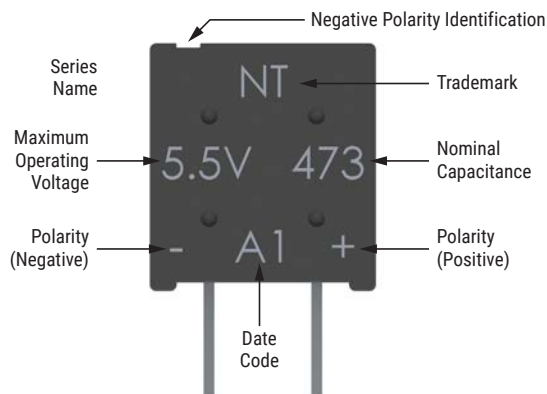 Negative Polarity Identification
Series
Name
NT
Trademark
Maximum
Operating
Voltage
5.5V
473
Nominal
Capacitance
Polarity
(Negative)
-
A1
+
Polarity
(Positive)
Date
Code